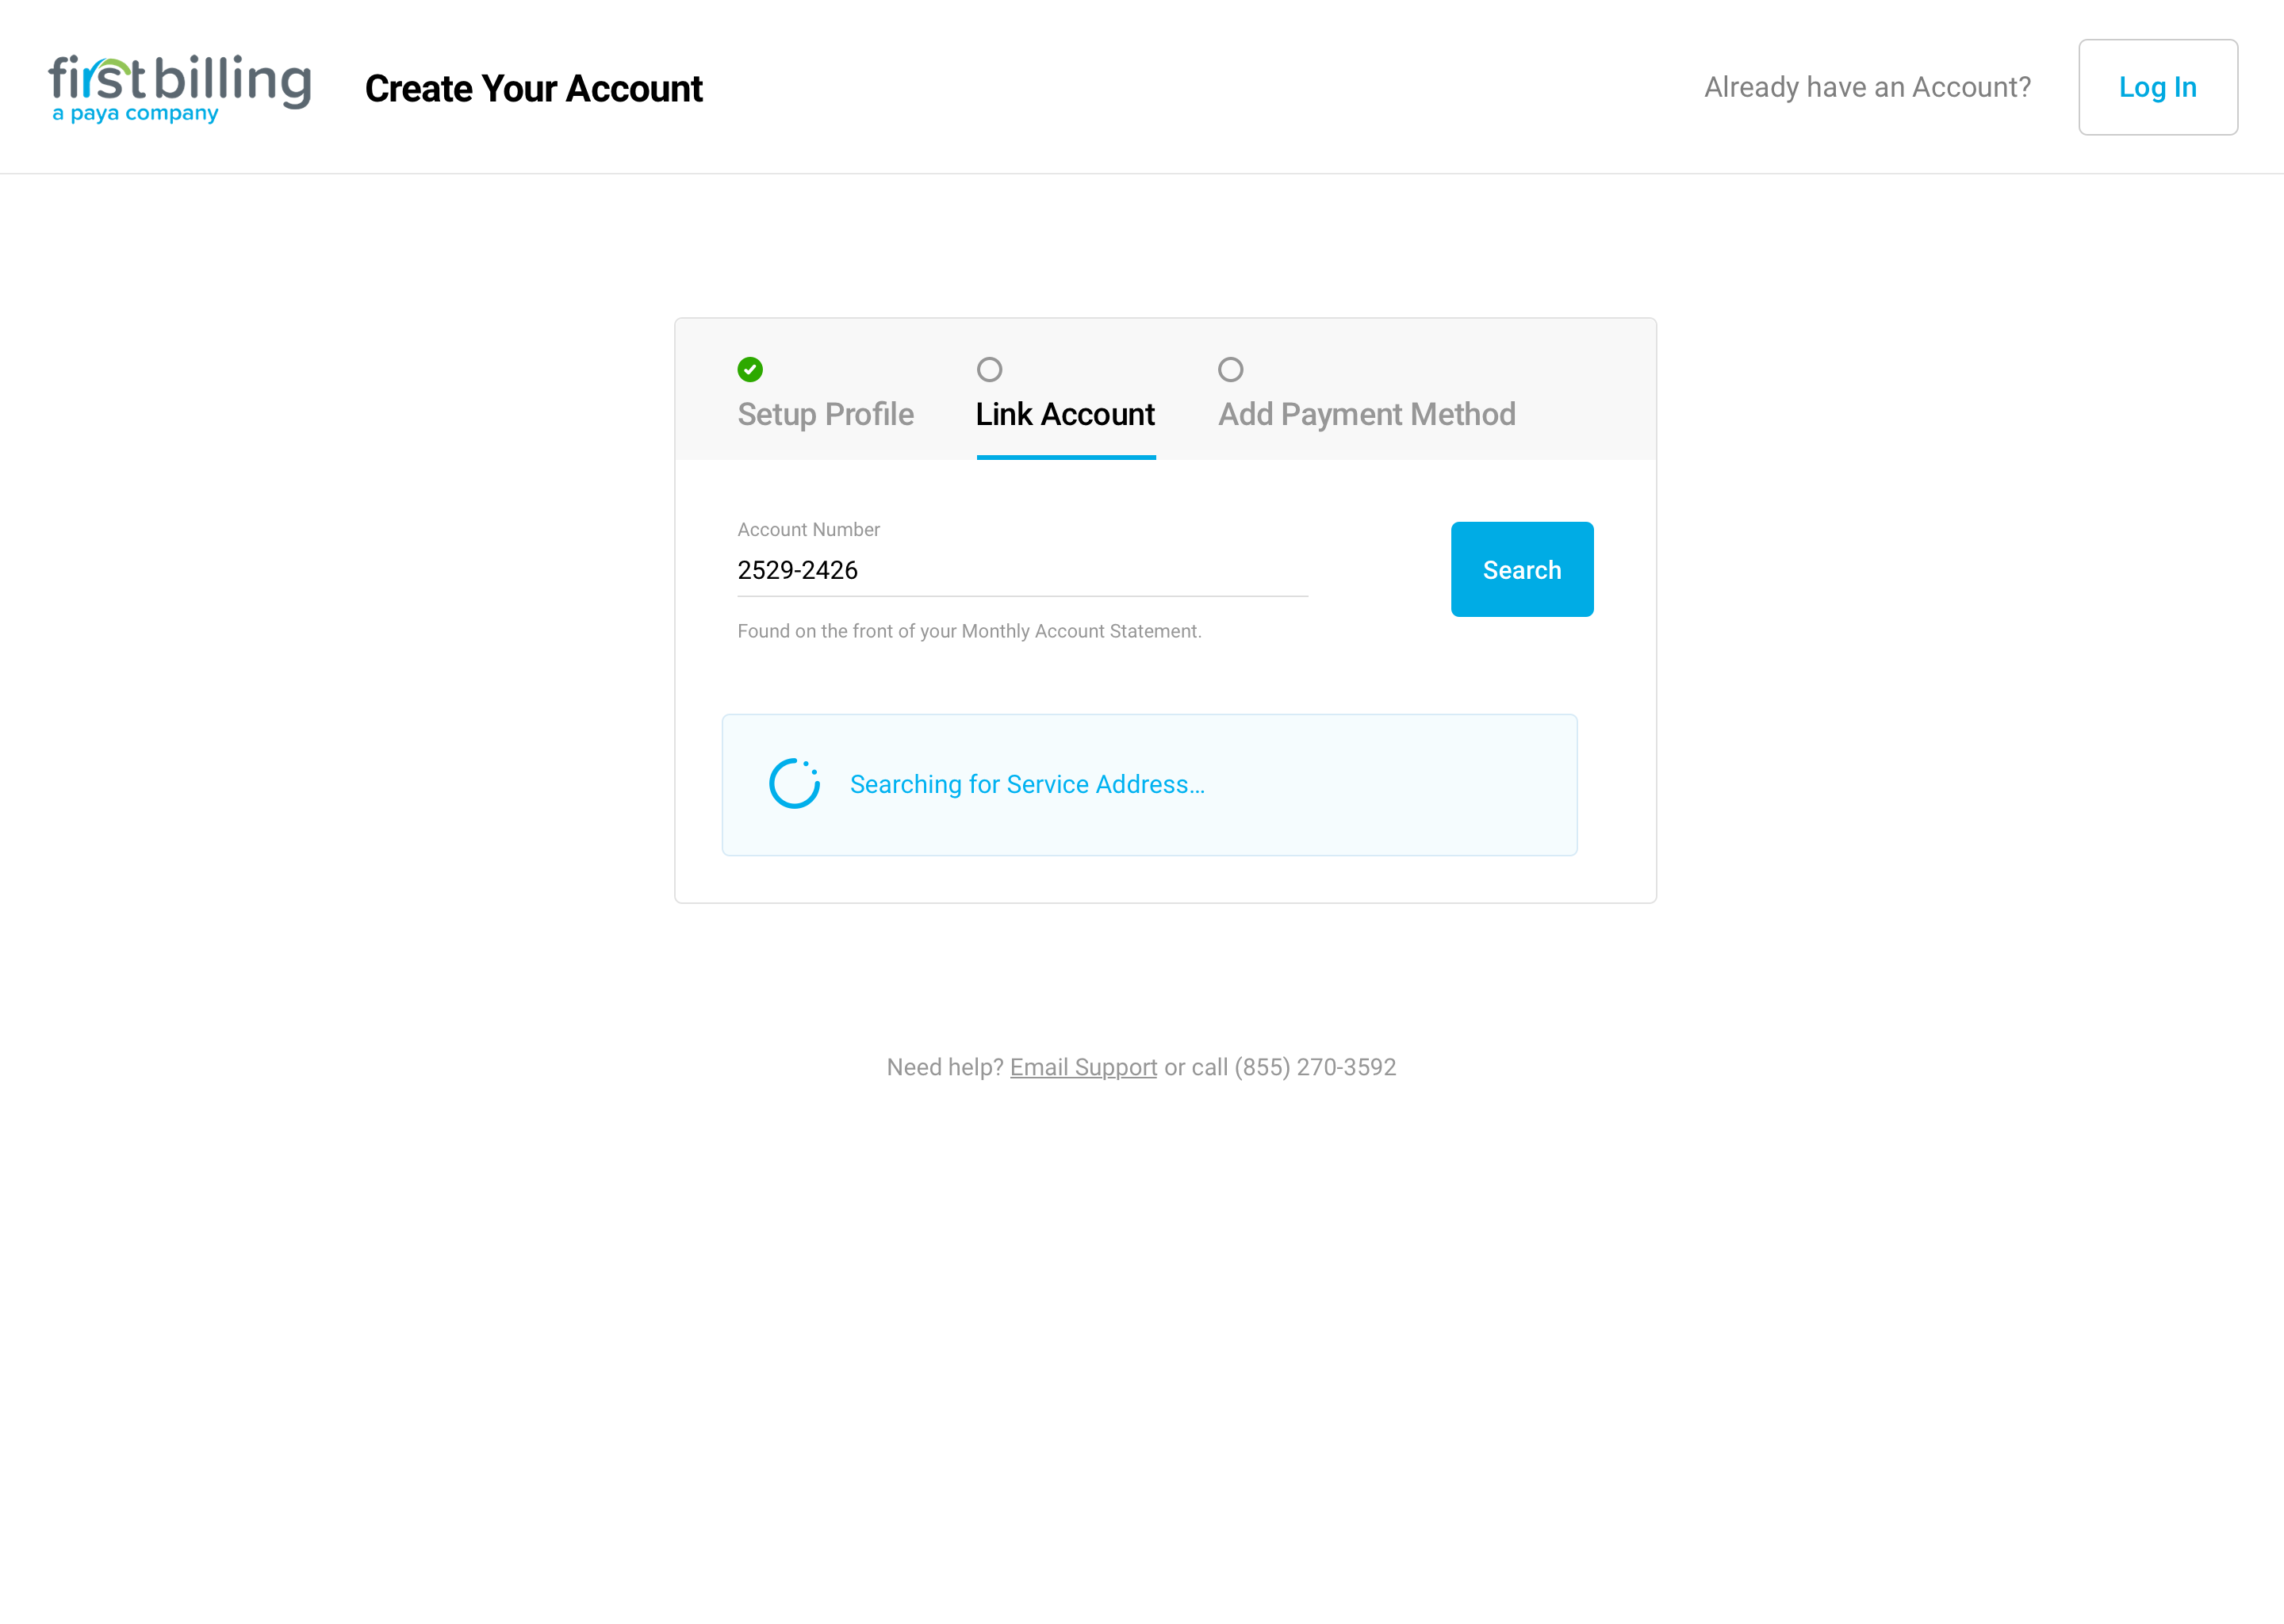 firstbilling
a paya company
Create Your Account
Already have an Account?
Log In
Setup Profile
Link Account
Add Payment Method
Account Number
2529-2426
Search
Found on the front of your Monthly Account Statement.
Searching for Service Address...
Need help? Email Support or call (855) 270-3592